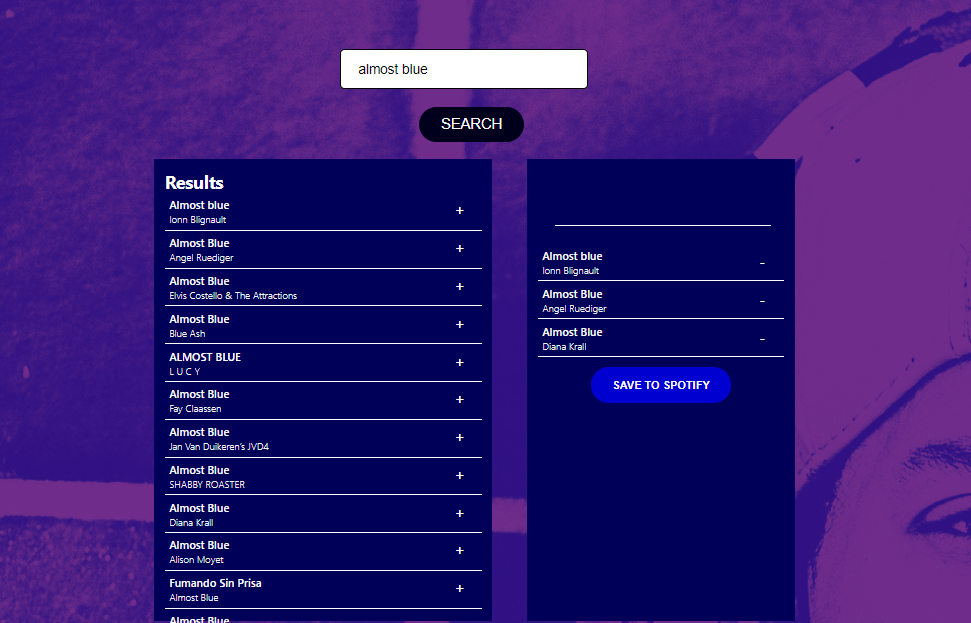 almost blue
SEARCH
Results
Almost blue
+
Ionn Blignault
Almost Blue
+
Angel Ruediger
Almost Blue
+
Elvis Costello & The Attractions
Almost Blue
+
Blue Ash
ALMOST BLUE
+
L U C Y
Almost Blue
+
Fay Claassen
Almost Blue
+
Jan Van Duikeren's JVD4
Almost Blue
+
SHABBY ROASTER
Almost Blue
+
Diana Krall
Almost Blue
+
Alison Moyet
Fumando Sin Prisa
+
Almost Blue
Almost Blue
Almost blue
-
Ionn Blignault
Almost Blue
-
Angel Ruediger
Almost Blue
-
Diana Krall
SAVE TO SPOTIFY